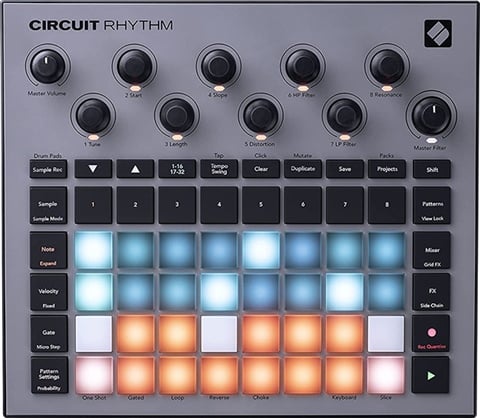 CIRCUIT RHYTHM
Master Volume
2 Start
4 Slope
6 HP Filter
8 Resonance
1 Tune
3 Length
5 Distortion
7 LP Filter
Master Filter
Drum Pads
Tap
Click
Mutate
Packs
Sample Rec
▼
▲
1-16
17-32
Tempo
Swing
Clear
Duplicate
Save
Projects
Shift
Sample
Sample Mode
1
2
3
4
5
6
7
8
Patterns
View Lock
Note
Expand
Mixer
Grid FX
Velocity
Fixed
FX
Side Chain
Gate
Micro Step
Rec Quantise
Pattern
Settings
Probability
One Shot
Gated
Loop
Reverse
Choke
Keyboard
Slice